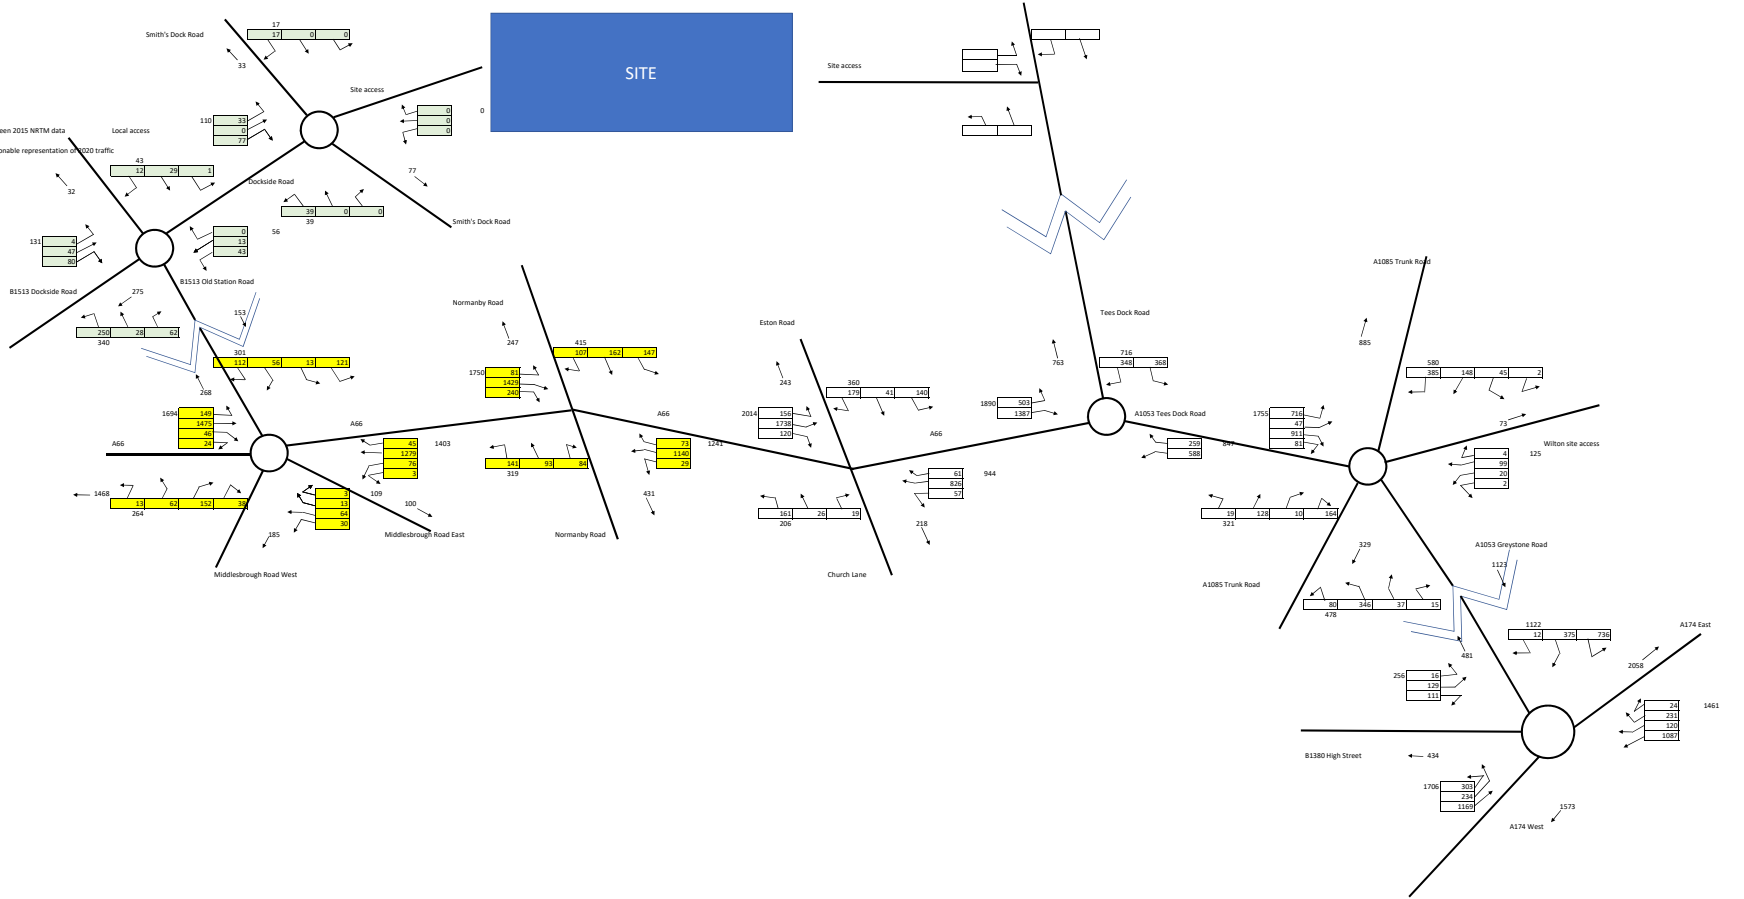 17
Smith's Dock Road
17 0 0
33
SITE
Site access
Site access
110 33
0
77
0
0
0
0
een 2015 NRTM data
Local access
onable representation of 2020 traffic
43
12 29 1
32
Dockside Road
77
39 0 0
39
Smith's Dock Road
131 4
47
80
0
13
43
56
B1513 Dockside Road
275
B1513 Old Station Road
153
250 28 62
340
301
112 56 13 121
268
Normanby Road
247
415
107 162 147
1750 81
1429
240
Eston Road
243
360
179 41 140
Tees Dock Road
763
716
348 368
A1085 Trunk Road
885
580
385 148 45 2
1694 149
1475
46
24
A66
A66
45
1279
76
3
1403
A66
2014 156
1738
120
1890 503
1387
A1053 Tees Dock Road
1755 716
47
911
81
73
Wilton site access
141 93 84
319
73
1140
29
1241
A66
259
588
847
4
99
20
2
125
1468
13 62 152 38
264
3
13
64
30
109
100
185
Middlesbrough Road East
Middlesbrough Road West
431
Normanby Road
161 26 19
206
61
826
57
944
218
Church Lane
19 128 10 164
321
329
A1053 Greystone Road
1123
A1085 Trunk Road
80 346 37 15
478
481
1122
12 375 736
A174 East
2058
256 16
129
111
24
231
120
1087
1461
B1380 High Street
434
1706 303
234
1169
1573
A174 West